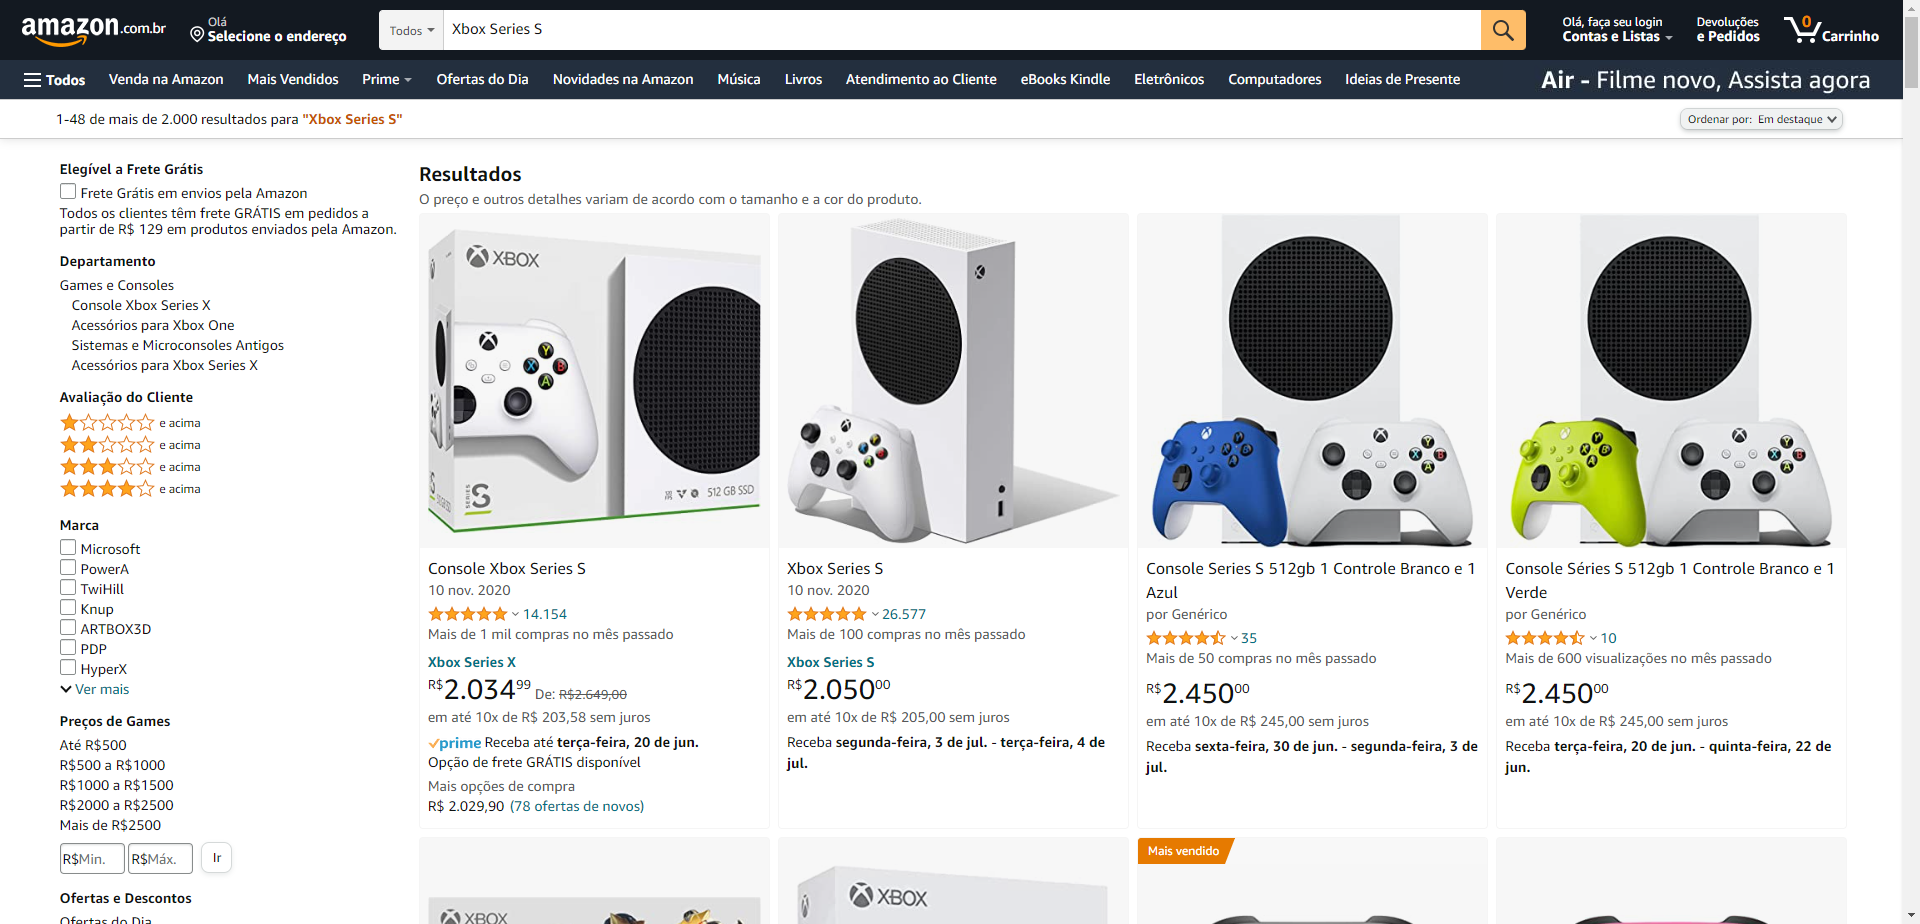 amazon.com.br
Olá
Selecione o endereço
Todos
Xbox Series S
Olá, faça seu login
Contas e Listas
Devoluções
e Pedidos
0
Carrinho
Todos
Venda na Amazon
Mais Vendidos
Prime
Ofertas do Dia
Novidades na Amazon
Música
Livros
Atendimento ao Cliente
eBooks Kindle
Eletrônicos
Computadores
Ideias de Presente
Air - Filme novo, Assista agora
1-48 de mais de 2.000 resultados para "Xbox Series S"
Ordenar por: Em destaque
Elegível a Frete Grátis
Frete Grátis em envios pela Amazon
Todos os clientes têm frete GRÁTIS em pedidos a
partir de R$ 129 em produtos enviados pela Amazon.
Departamento
Games e Consoles
Console Xbox Series X
Acessórios para Xbox One
Sistemas e Microconsoles Antigos
Acessórios para Xbox Series X
Avaliação do Cliente
e acima
e acima
e acima
e acima
Marca
Microsoft
PowerA
TwiHill
Knup
ARTBOX3D
PDP
HyperX
Ver mais
Preços de Games
Até R$500
R$500 a R$1000
R$1000 a R$1500
R$2000 a R$2500
Mais de R$2500
R$Min.
R$Máx.
Ir
Ofertas e Descontos
Ofertas do Dia
Resultados
O preço e outros detalhes variam de acordo com o tamanho e a cor do produto.
XBOX
Y
X
B
A
SERIES
S
512 GB SSD
Console Xbox Series S
10 nov. 2020
14.154
Mais de 1 mil compras no mês passado
Xbox Series X
R$2.03499 De: R$2.649,00
em até 10x de R$ 203,58 sem juros
prime Receba até terça-feira, 20 de jun.
Opção de frete GRÁTIS disponível
Mais opções de compra
R$ 2.029,90 (78 ofertas de novos)
Xbox Series S
10 nov. 2020
26.577
Mais de 100 compras no mês passado
Xbox Series S
R$2.05000
em até 10x de R$ 205,00 sem juros
Receba segunda-feira, 3 de jul. - terça-feira, 4 de
jul.
Console Series S 512gb 1 Controle Branco e 1
Azul
por Genérico
35
Mais de 50 compras no mês passado
R$2.45000
em até 10x de R$ 245,00 sem juros
Receba sexta-feira, 30 de jun. - segunda-feira, 3 de
jul.
Console Séries S 512gb 1 Controle Branco e 1
Verde
por Genérico
10
Mais de 600 visualizações no mês passado
R$2.45000
em até 10x de R$ 245,00 sem juros
Receba terça-feira, 20 de jun. - quinta-feira, 22 de
jun.
XBOX
XBOX
Mais vendido